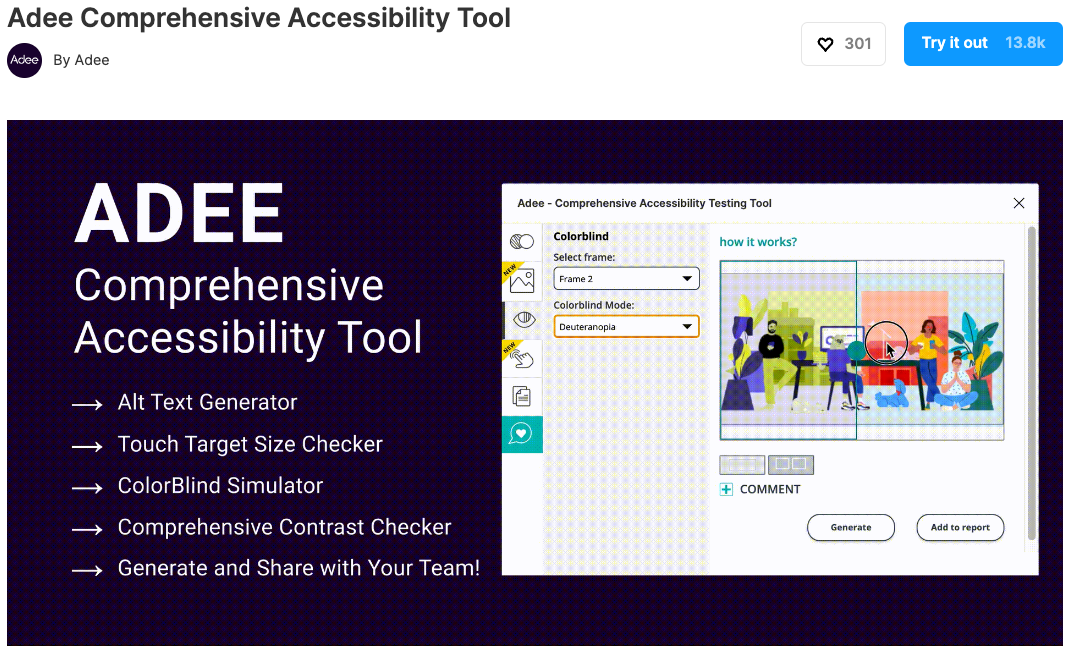 Adee Comprehensive Accessibility Tool
Adee
By Adee
301
Try it out 13.8k
ADEE
Comprehensive
Accessibility Tool
→ Alt Text Generator
→ Touch Target Size Checker
→ ColorBlind Simulator
→ Comprehensive Contrast Checker
→ Generate and Share with Your Team!
Adee - Comprehensive Accessibility Testing Tool
NEW
NEW
Colorblind
Select frame:
Frame 2
Colorblind Mode:
Deuteranopia
how it works?
COMMENT
Generate
Add to report